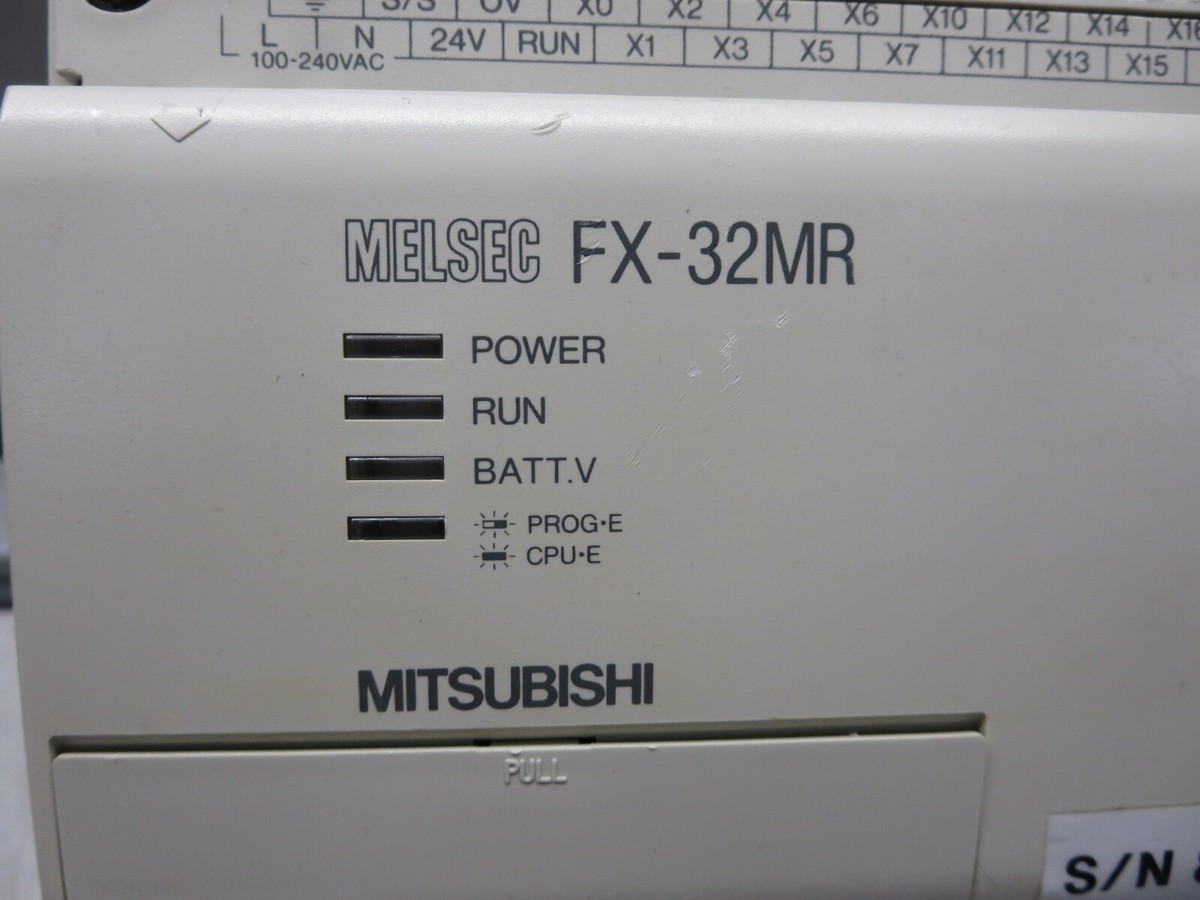 S/S 0V X0 X2 X4 X6 X10 X12 X14
L N 24V RUN X1 X3 X5 X7 X11 X13 X15
100-240VAC
MELSEC FX-32MR
POWER
RUN
BATT.V
PROG•E
CPU•E
MITSUBISHI
PULL
S/N